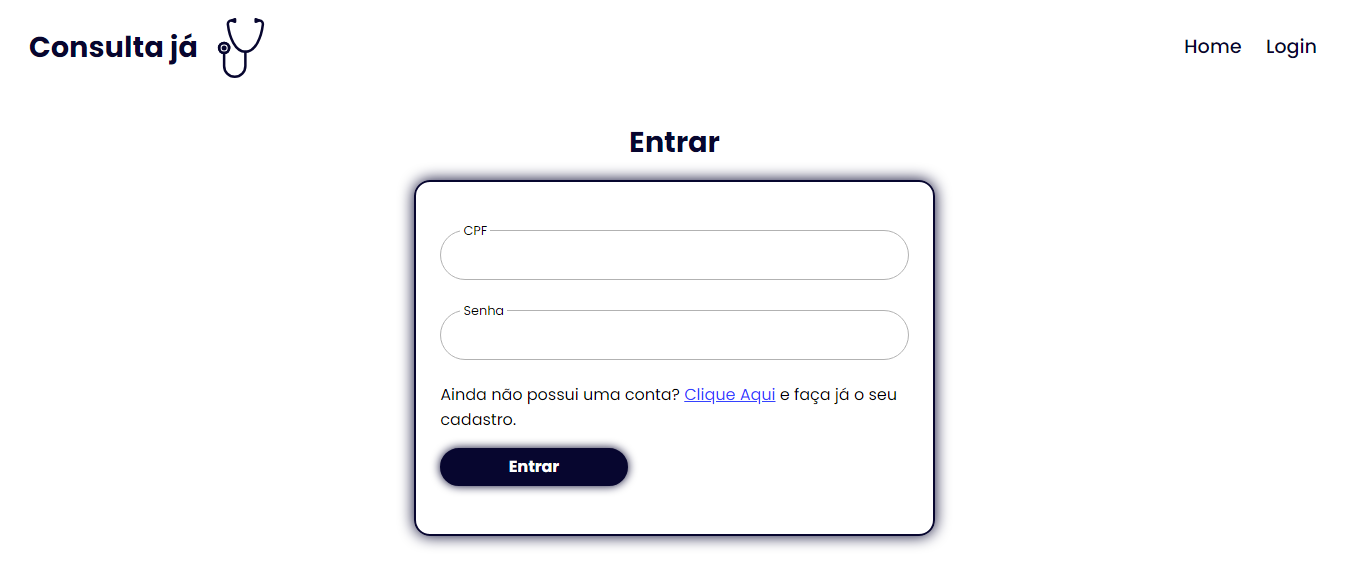 Consulta já
Home
Login
Entrar
CPF
Senha
Ainda não possui uma conta? Clique Aqui e faça já o seu
cadastro.
Entrar